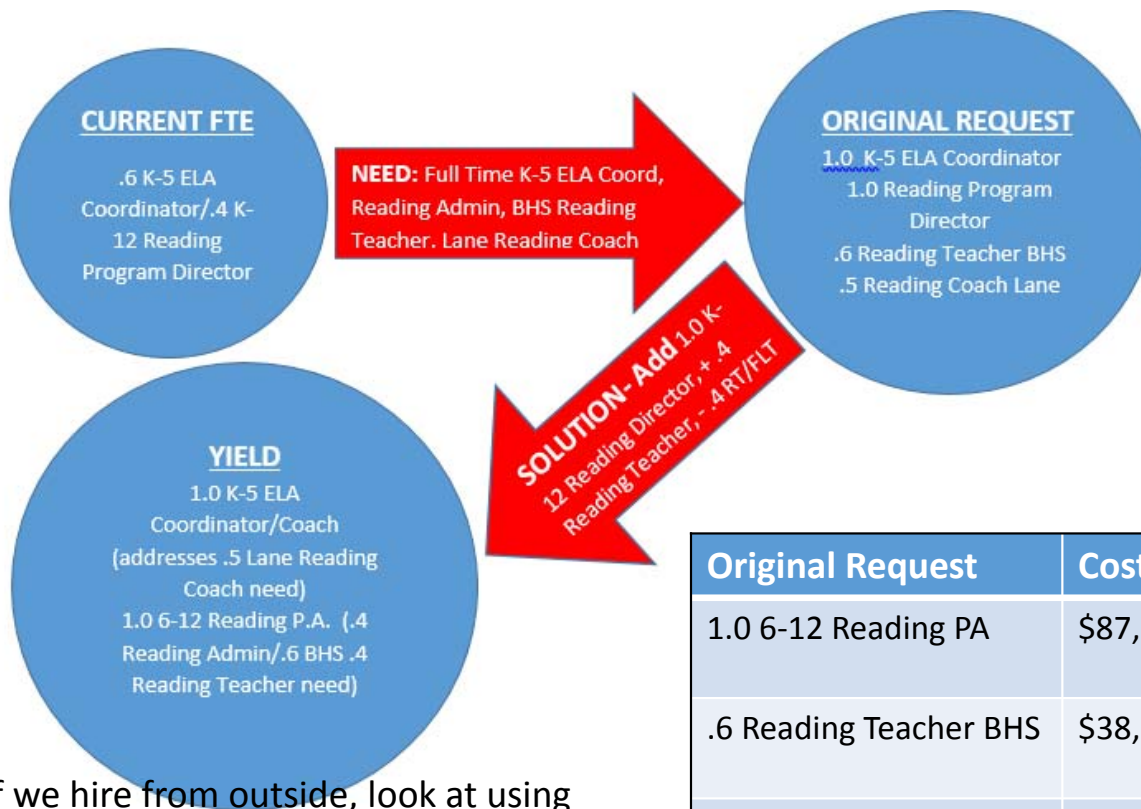 CURRENT FTE
.6 K-5 ELA
Coordinator/.4 K-
12 Reading
Program Director
NEED: Full Time K-5 ELA Coord,
Reading Admin, BHS Reading
Teacher. Lane Reading Coach
ORIGINAL REQUEST
1.0 K-5 ELA Coordinator
1.0 Reading Program
Director
.6 Reading Teacher BHS
.5 Reading Coach Lane
SOLUTION- Add 1.0 K-
12 Reading Director, + .4
Reading Teacher, - .4 RT/FLT
YIELD
1.0 K-5 ELA
Coordinator/Coach
(addresses .5 Lane Reading
Coach need)
1.0 6-12 Reading P.A. (.4
Reading Admin/.6 BHS .4
Reading Teacher need)
we hire from outside, look at using
Original Request
Cost
1.0 6-12 Reading PA
$87,
.6 Reading Teacher BHS
$38,